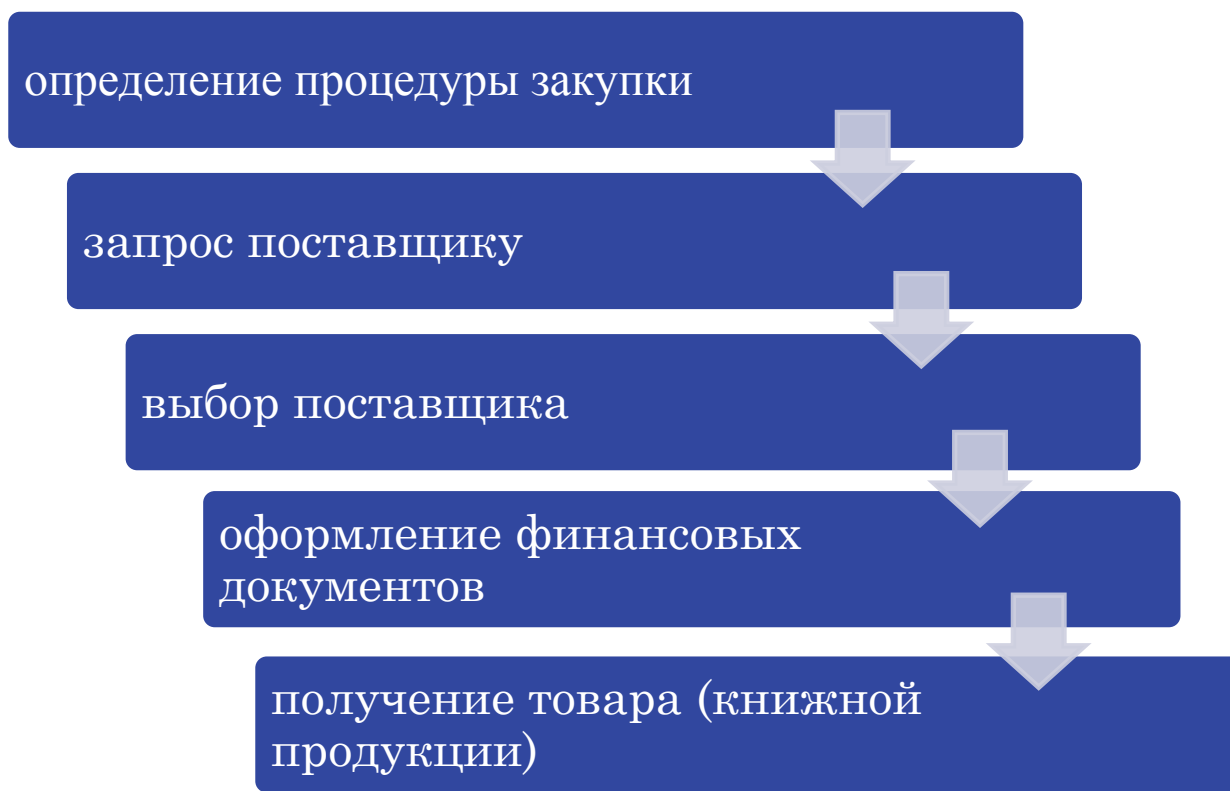 определение процедуры закупки
запрос поставщику
выбор поставщика
оформление финансовых
документов
получение товара (книжной
продукции)